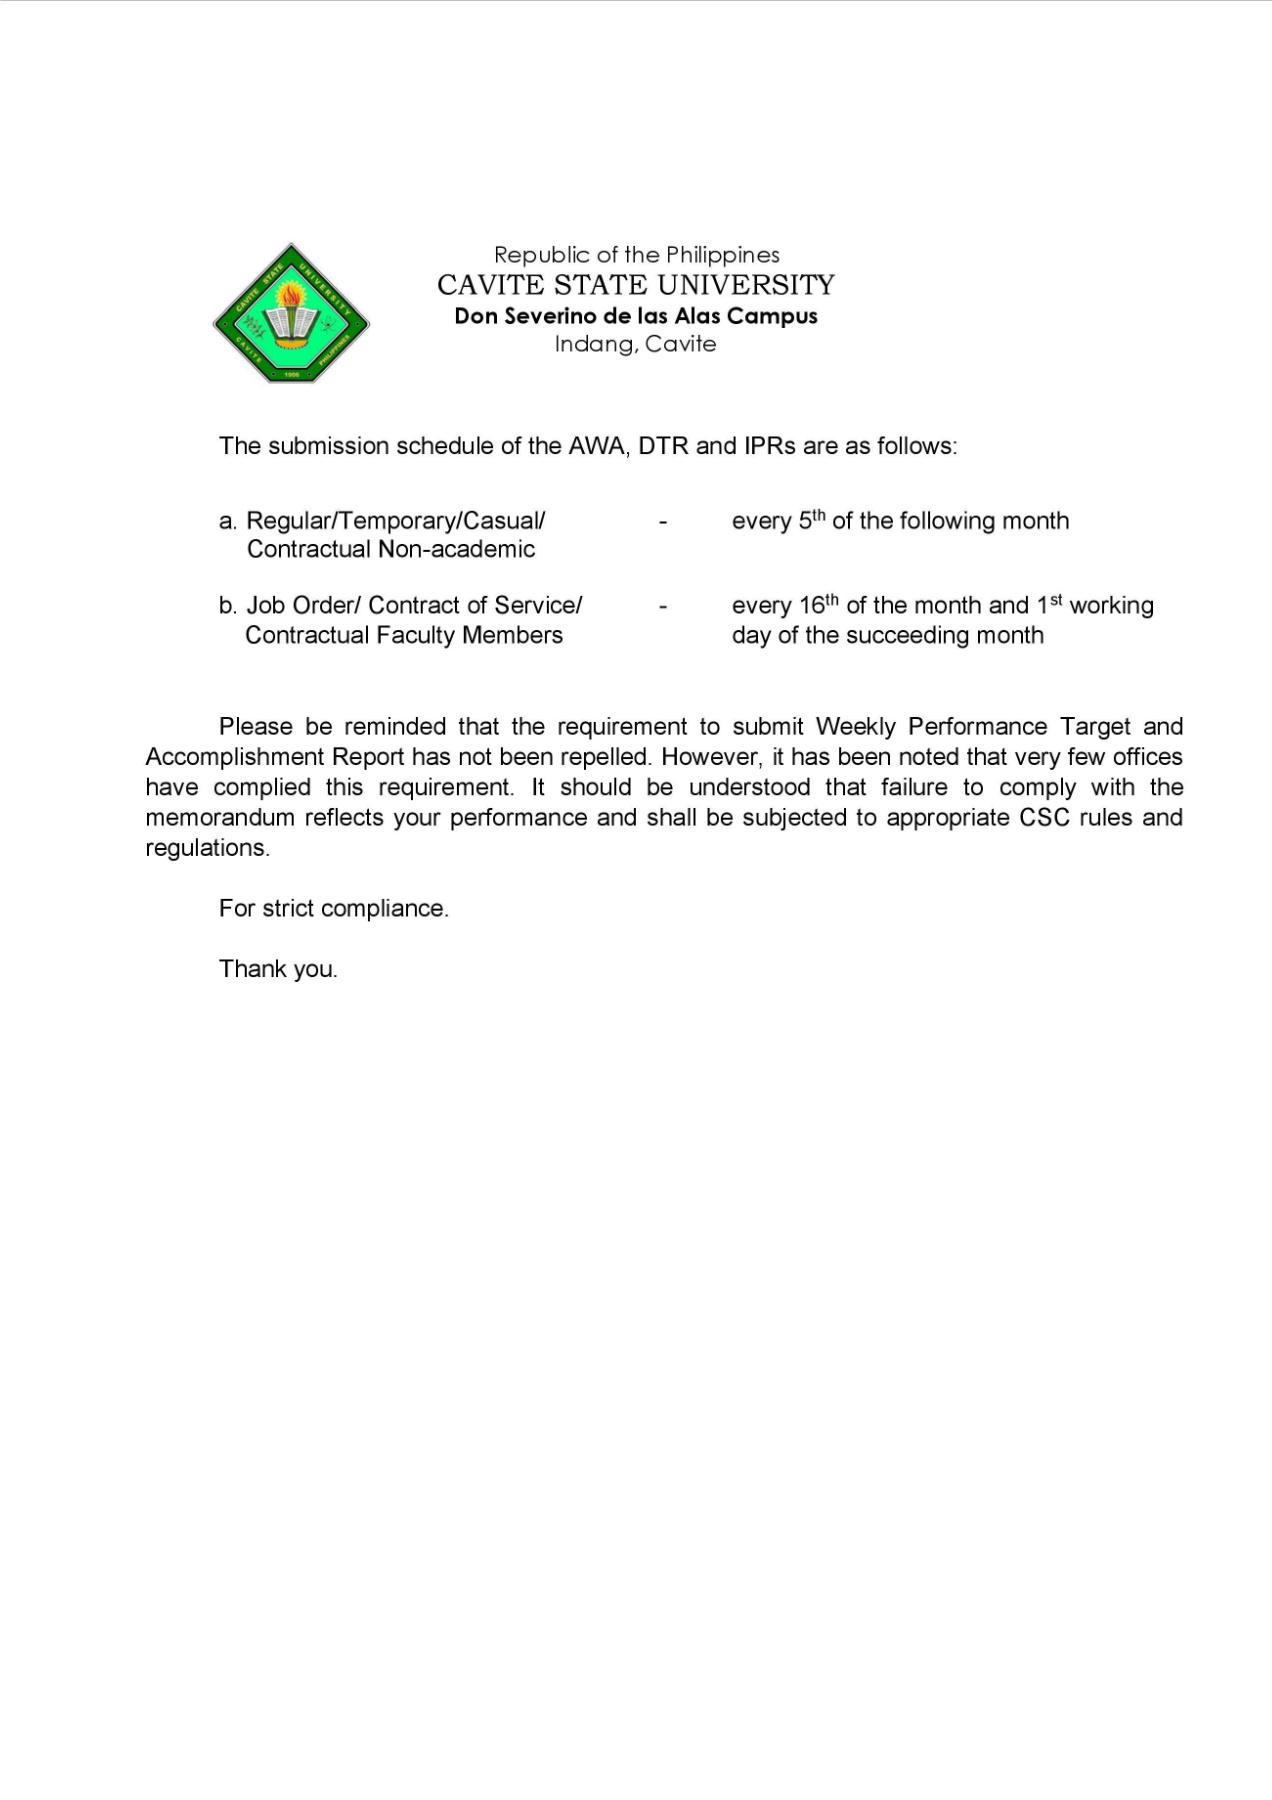 Republic of the Philippines
CAVITE STATE UNIVERSITY
Don Severino de las Alas Campus
Indang, Cavite
CAVITE STATE UNIVERSITY
CAVITE PHILIPPINES
1906
The submission schedule of the AWA, DTR and IPRs are as follows:
a. Regular/Temporary/Casual/ - every 5th of the following month
Contractual Non-academic
b. Job Order/ Contract of Service/ - every 16th of the month and 1st working
Contractual Faculty Members day of the succeeding month
Please be reminded that the requirement to submit Weekly Performance Target and
Accomplishment Report has not been repelled. However, it has been noted that very few offices
have complied this requirement. It should be understood that failure to comply with the
memorandum reflects your performance and shall be subjected to appropriate CSC rules and
regulations.
For strict compliance.
Thank you.